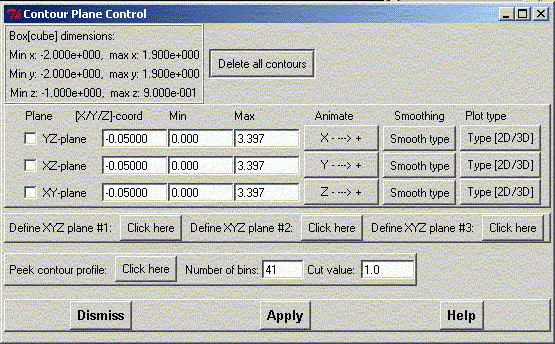 Contour Plane Control
Box[cube] dimensions:
Min x: -2.000e+000, max x: 1.900e+000
Min y: -2.000e+000, max y: 1.900e+000
Min z: -1.000e+000, max z: 9.000e-001
Delete all contours
Plane [X/Y/Z]-coord Min Max Animate Smoothing Plot type
YZ-plane -0.05000 0.000 3.397 X - ---> + Smooth type Type [2D/3D]
XZ-plane -0.05000 0.000 3.397 Y - ---> + Smooth type Type [2D/3D]
XY-plane -0.05000 0.000 3.397 Z - ---> + Smooth type Type [2D/3D]
Define XYZ plane #1: Click here Define XYZ plane #2: Click here Define XYZ plane #3: Click here
Peek contour profile: Click here Number of bins: 41 Cut value: 1.0
Dismiss Apply Help